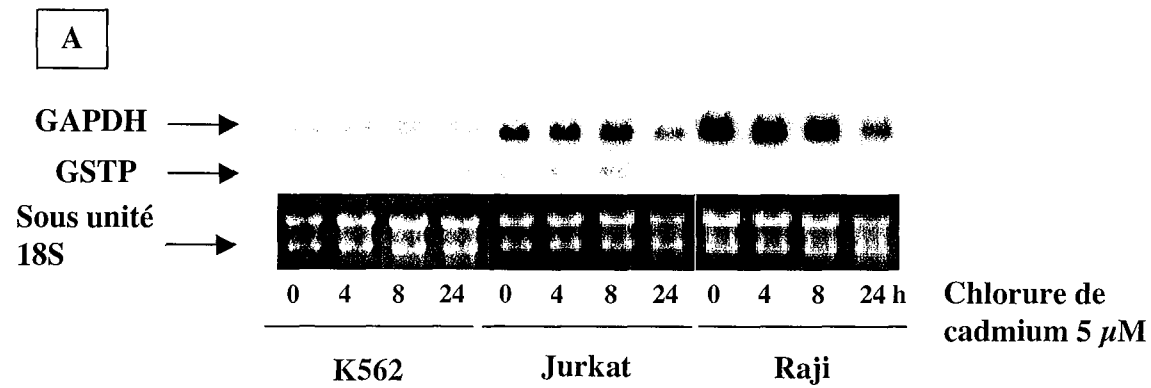 A
GAPDH
GSTP
Sous unité
18S
0 4 8 24 0 4 8 24 0 4 8 24 h
Chlorure de
cadmium 5 µM
K562 Jurkat Raji